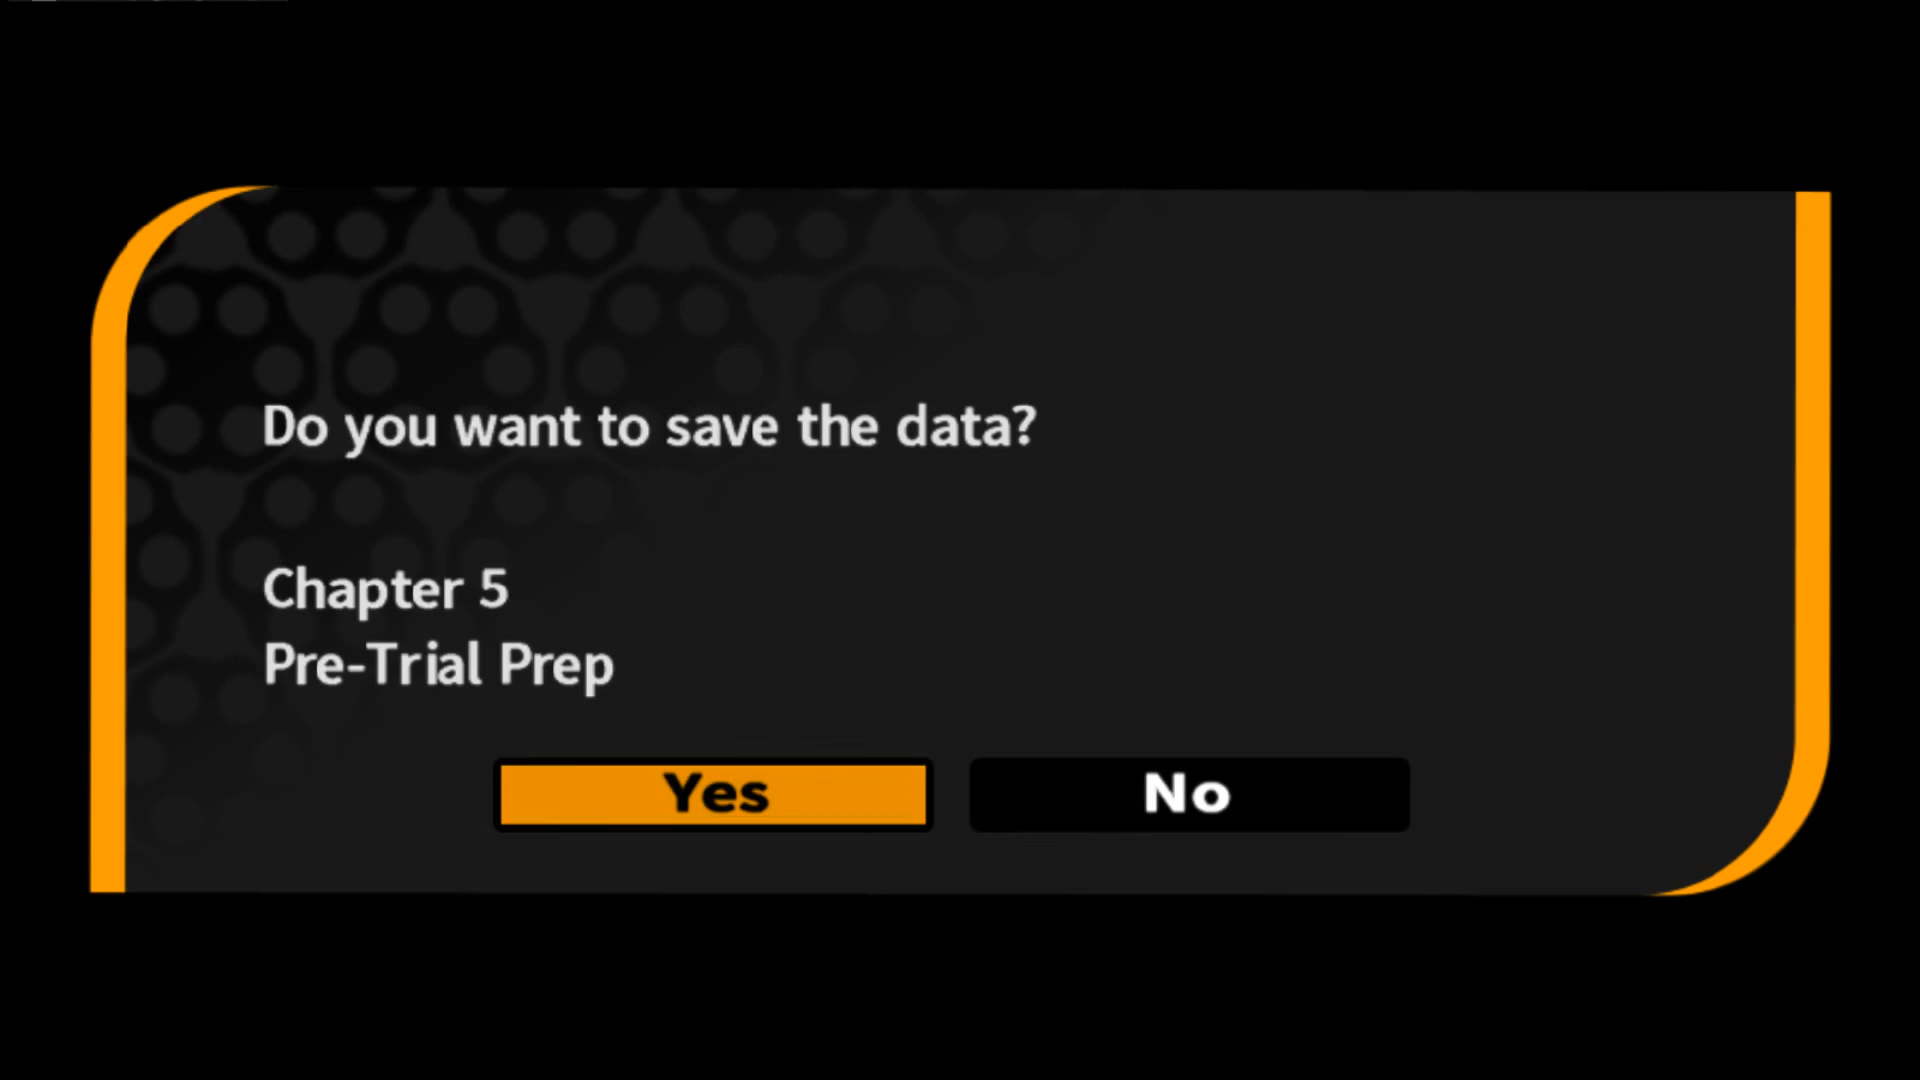 Do you want to save the data?
Chapter 5
Pre-Trial Prep
Yes No